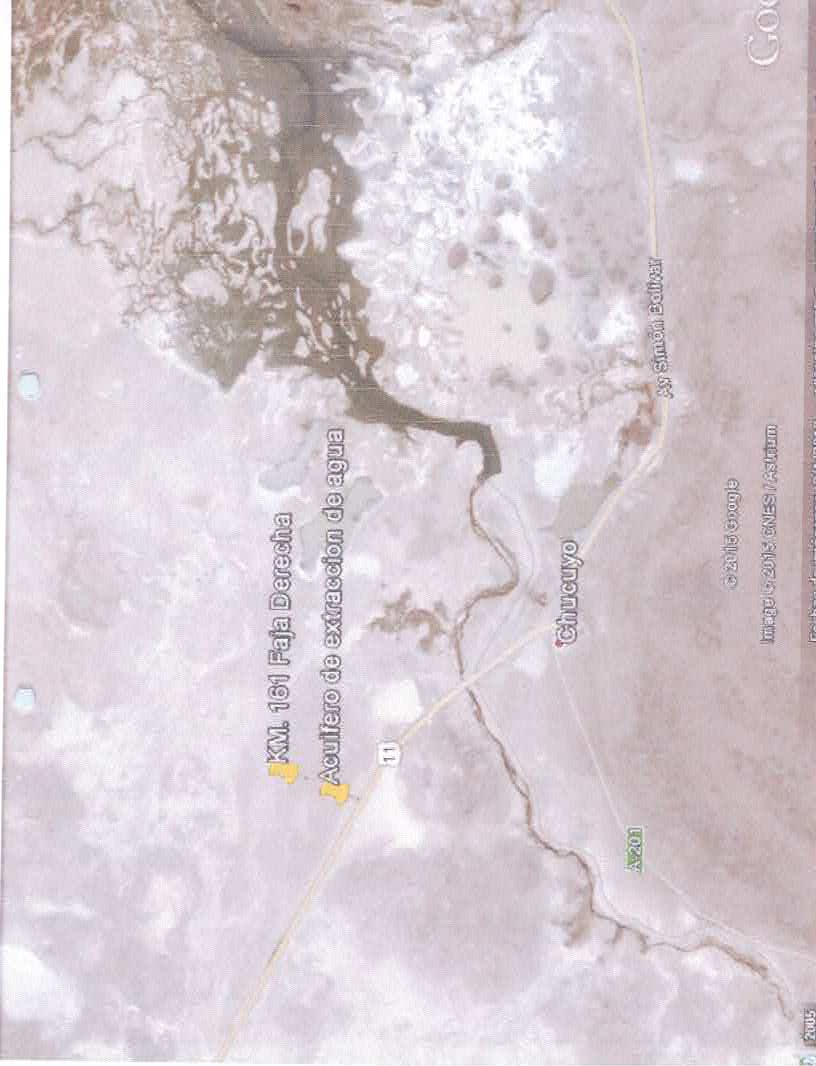 KM. 161 Faja Derecha
Acuifero de extraccion de agua
11
Chucuyo
Av Simón Bolívar
A-201
© 2015 Google
Image © 2015 CNES / Astrium
Goo
2005